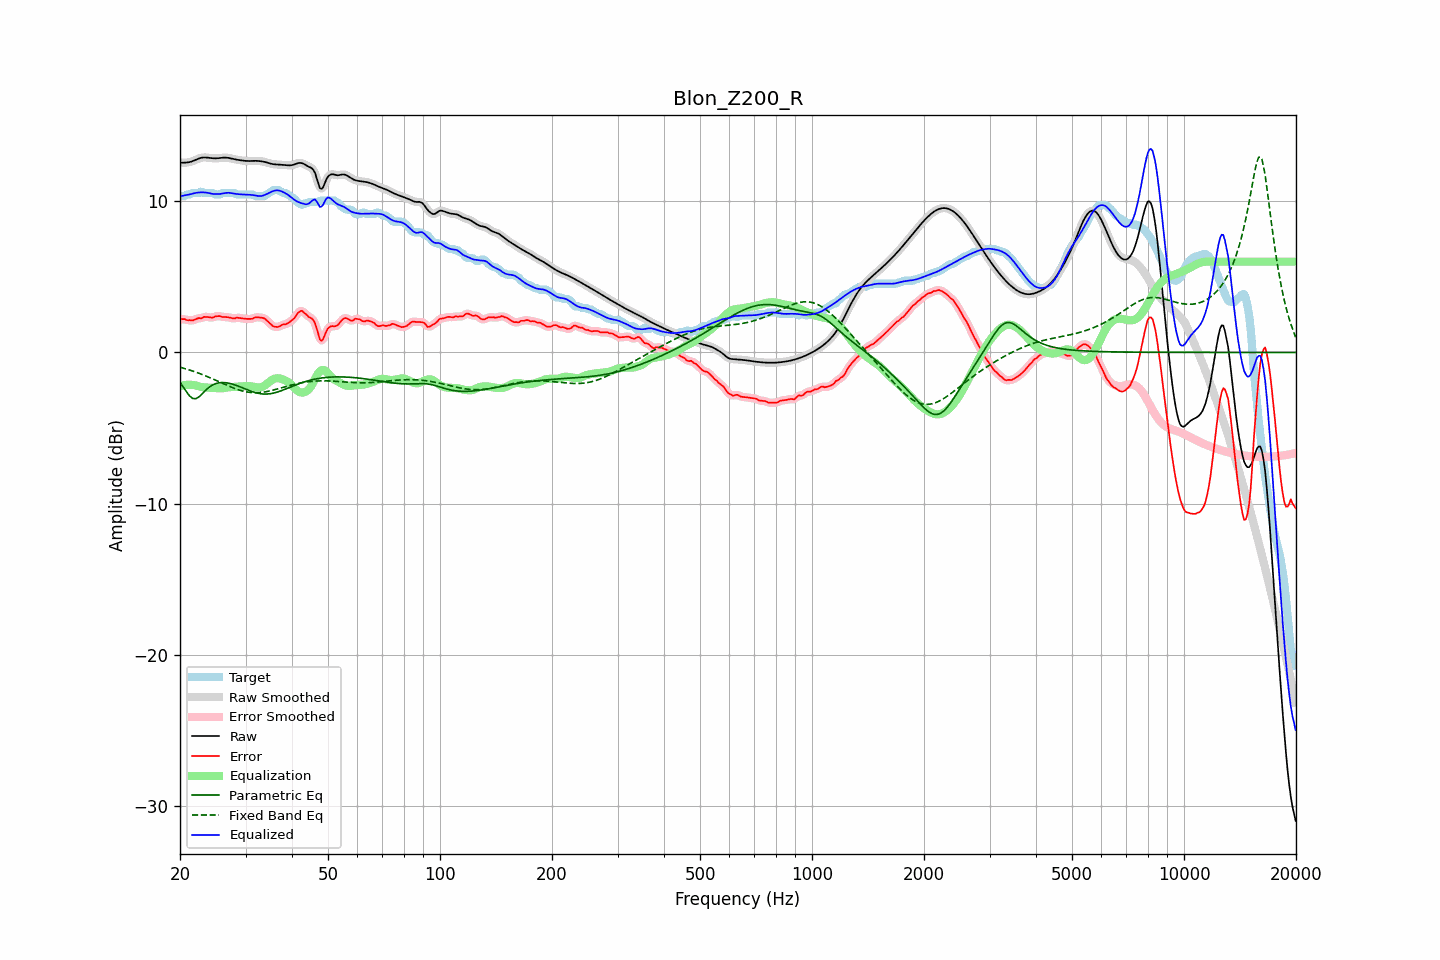 Blon_Z200_R
10
0
−10
−20
−30
Amplitude (dBr)
Target
Raw Smoothed
Error Smoothed
Raw
Error
Equalization
Parametric Eq
Fixed Band Eq
Equalized
20 50 100 200 500 1000 2000 5000 10000 20000
Frequency (Hz)